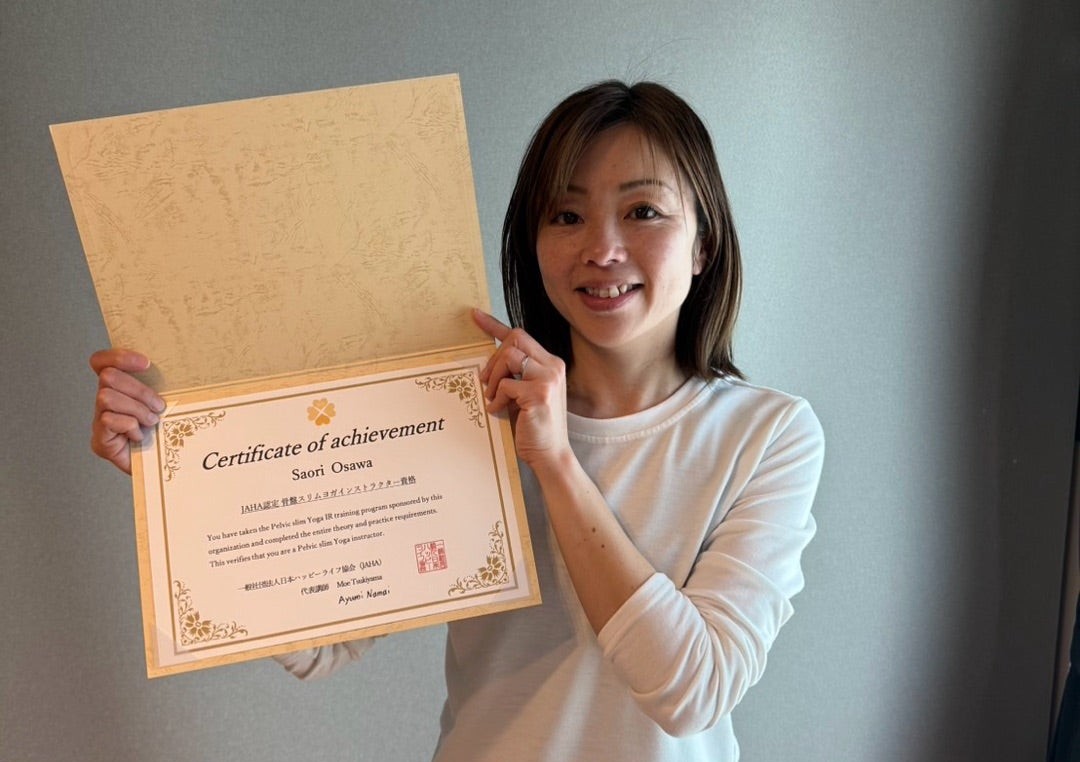 Certificate of achievement
Saori Osawa
JAHA認定 骨盤スリムヨガインストラクター資格
You have taken the Pelvic slim Yoga IR training program sponsored by this
organization and completed the entire theory and practice requirements.
This verifies that you are a Pelvic slim Yoga instructor.
一般社団法人日本ハッピーライフ協会（JAHA）
代表講師 Moe Tsukiyama
Ayumi Namai